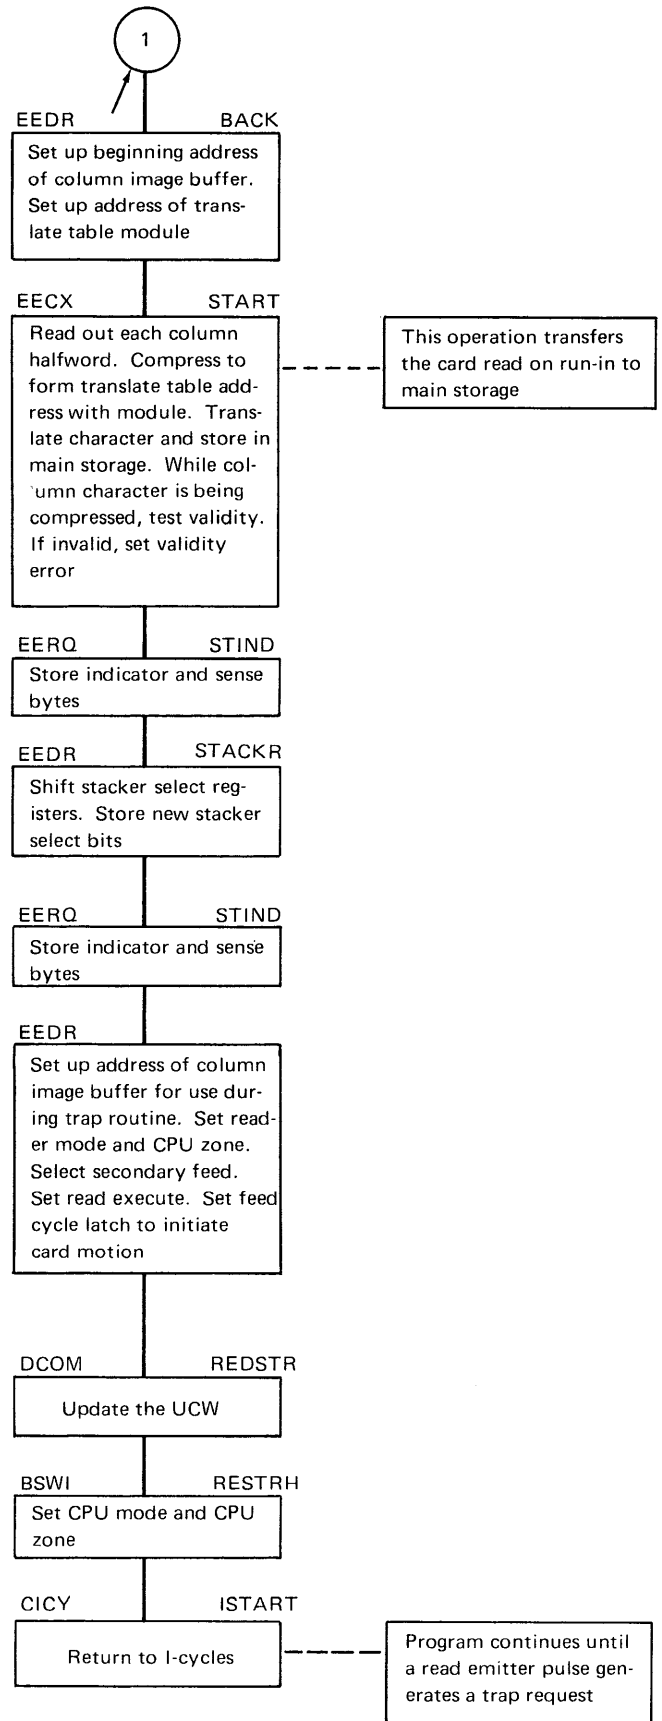 1
EEDR BACK
Set up beginning address
of column image buffer.
Set up address of trans-
late table module
EECX START
Read out each column
halfword. Compress to
form translate table ad-
dress with module. Trans-
late character and store in
main storage. While col-
umn character is being
compressed, test validity.
If invalid, set validity
error
This operation transfers
the card read on run-in to
main storage
EERQ STIND
Store indicator and sense
bytes
EEDR STACKR
Shift stacker select reg-
isters. Store new stacker
select bits
EERQ STIND
Store indicator and sense
bytes
EEDR
Set up address of column
image buffer for use dur-
ing trap routine. Set read-
er mode and CPU zone.
Select secondary feed.
Set read execute. Set feed
cycle latch to initiate
card motion
DCOM REDSTR
Update the UCW
BSWI RESTRH
Set CPU mode and CPU
zone
CICY ISTART
Return to I-cycles
Program continues until
a read emitter pulse gen-
erates a trap request